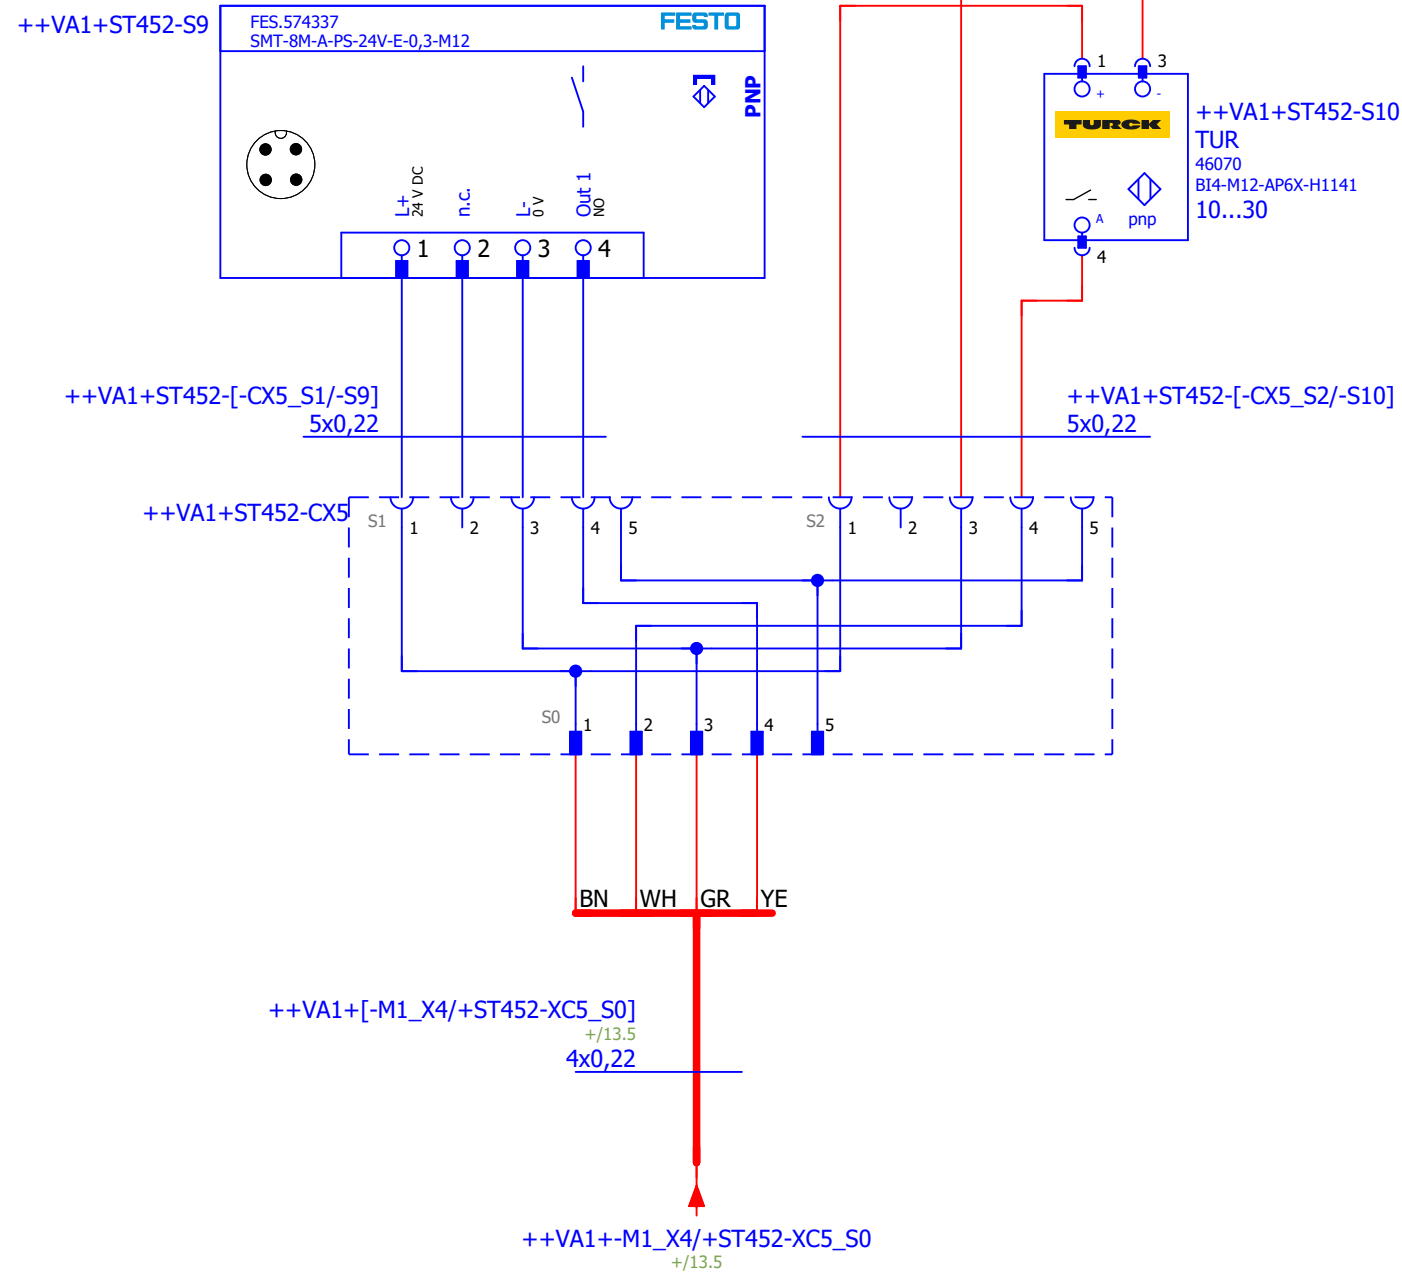 ++VA1+ST452-S9
FES.574337
SMT-8M-A-PS-24V-E-0,3-M12
FESTO
PNP
L+
24 V DC
n.c.
L-
0 V
Out 1
NO
1 2 3 4
1 3
+ -
TURCK
A
pnp
4
++VA1+ST452-S10
TUR
46070
BI4-M12-AP6X-H1141
10...30
++VA1+ST452-[-CX5_S1/-S9]
5x0,22
++VA1+ST452-[-CX5_S2/-S10]
5x0,22
++VA1+ST452-CX5
S1 1 2 3 4 5
S2 1 2 3 4 5
S0 1 2 3 4 5
BN WH GR YE
++VA1+[-M1_X4/+ST452-XC5_S0]
+/13.5
4x0,22
++VA1+-M1_X4/+ST452-XC5_S0
+/13.5